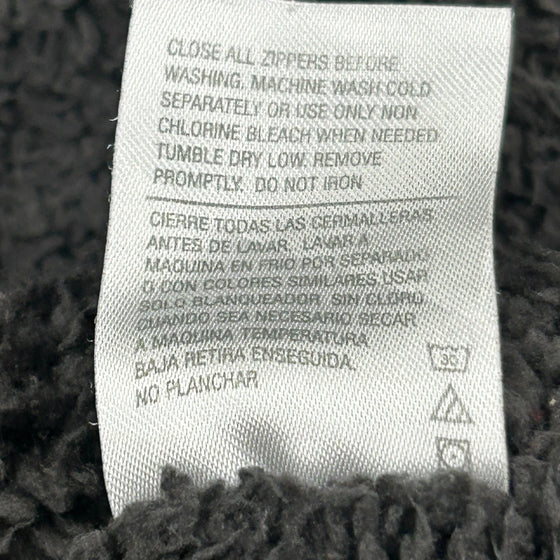 CLOSE ALL ZIPPERS BEFORE
WASHING. MACHINE WASH COLD
SEPARATELY OR USE ONLY NON
CHLORINE BLEACH WHEN NEEDED
TUMBLE DRY LOW. REMOVE
PROMPTLY. DO NOT IRON
CIERRE TODAS LAS CERMALLERAS
ANTES DE LAVAR. LAVAR A
MAQUINA EN FRIO POR SEPARADO
O CON COLORES SIMILARES USAR
SOLO BLANQUEADOR SIN CLORO
CUANDO SEA NECESARIO SECAR
A MAQUINA TEMPERATURA
BAJA RETIRA ENSEGUIDA.
NO PLANCHAR
30